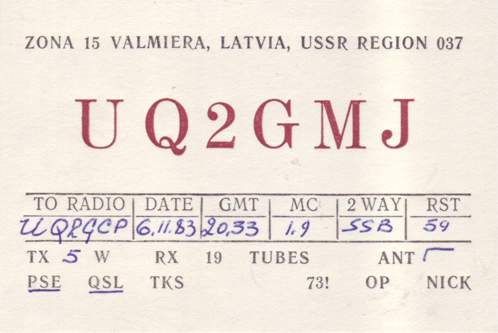 ZONA 15 VALMIERA, LATVIA, USSR REGION 037
UQ2GMJ
TO RADIO | DATE | GMT | MC | 2 WAY | RST
UQ2GCP | 6.11.83 | 20,33 | 1,9 | SSB | 59
TX 5 W RX 19 TUBES ANT Г
PSE QSL TKS 73! OP NICK